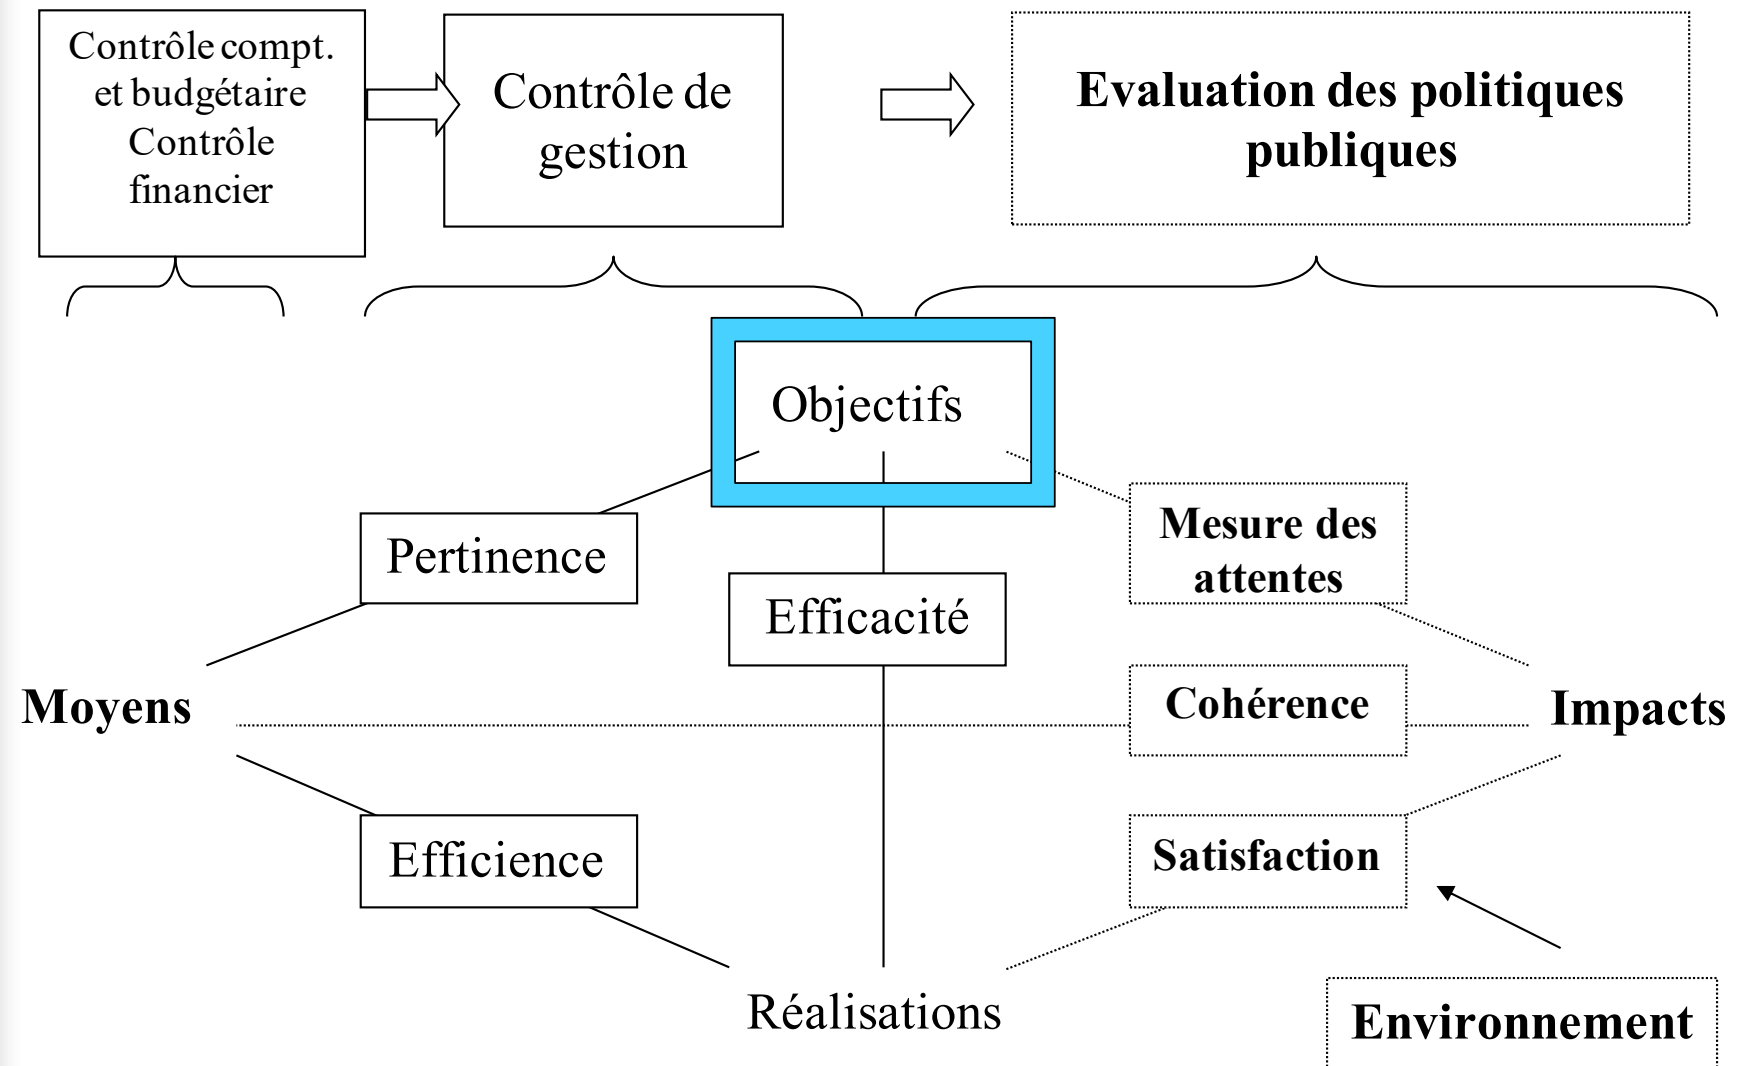 Contrôle compt.
et budgétaire
Contrôle
financier
Contrôle de
gestion
Evaluation des politiques
publiques
Objectifs
Pertinence
Mesure des
attentes
Efficacité
Moyens
Cohérence
Impacts
Efficience
Satisfaction
Réalisations
Environnement